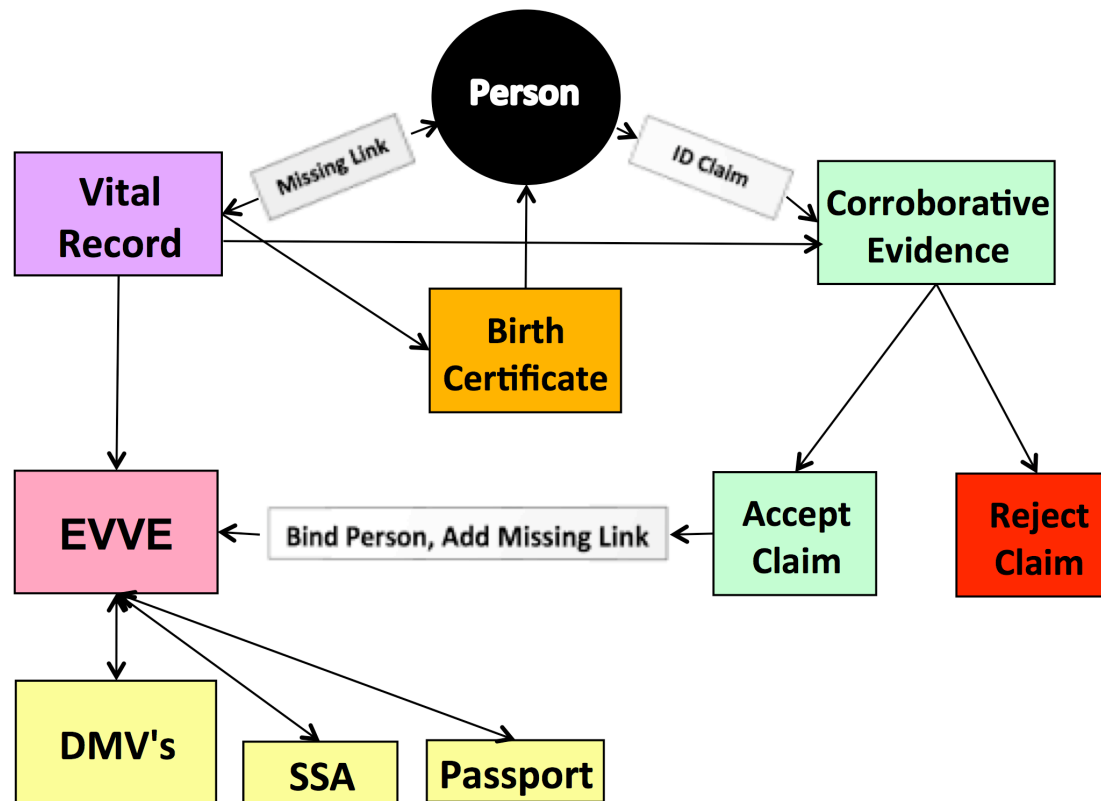 Person
Missing Link
ID Claim
Vital
Record
Corroborative
Evidence
Birth
Certificate
EVVE
Bind Person, Add Missing Link
Accept
Claim
Reject
Claim
DMV's
SSA
Passport